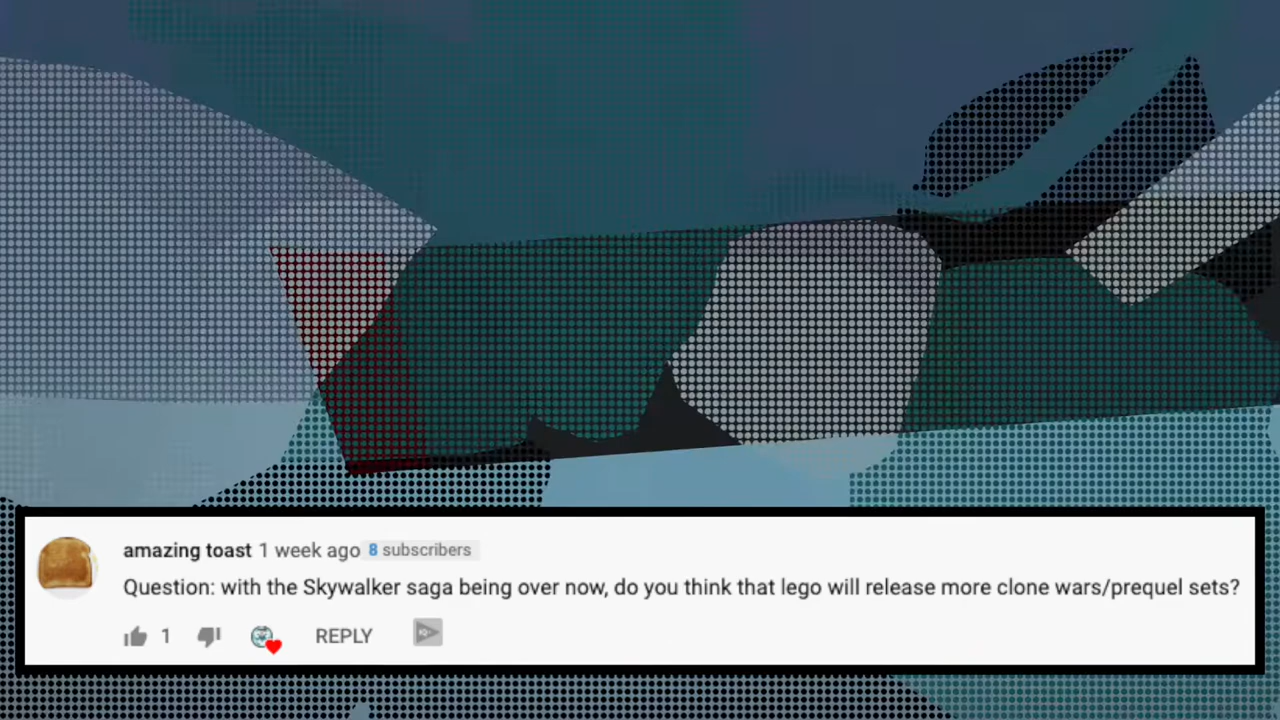 amazing toast 1 week ago 8 subscribers
Question: with the Skywalker saga being over now, do you think that lego will release more clone wars/prequel sets?
1 REPLY